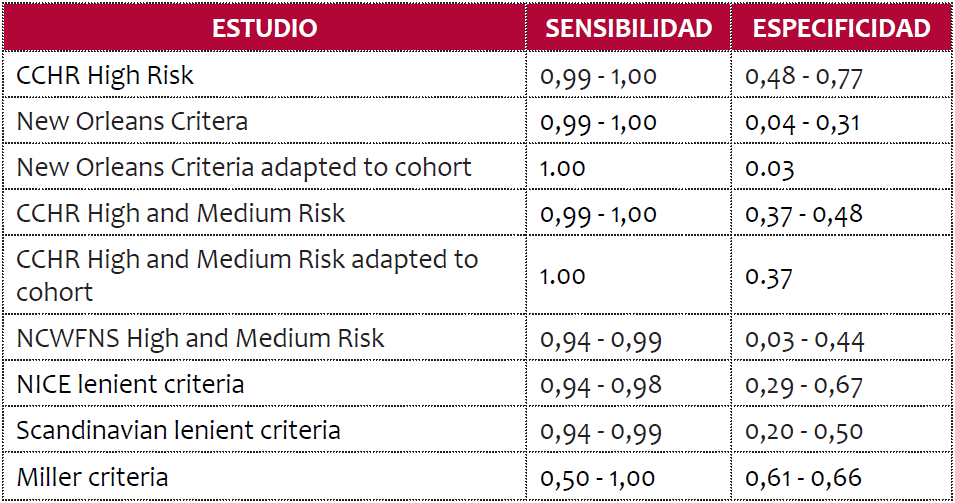 ESTUDIO SENSIBILIDAD ESPECIFICIDAD
CCHR High Risk 0,99 - 1,00 0,48 - 0,77
New Orleans Critera 0,99 - 1,00 0,04 - 0,31
New Orleans Criteria adapted to cohort 1.00 0.03
CCHR High and Medium Risk 0,99 - 1,00 0,37 - 0,48
CCHR High and Medium Risk adapted to
cohort 1.00 0.37
NCWFNS High and Medium Risk 0,94 - 0,99 0,03 - 0,44
NICE lenient criteria 0,94 - 0,98 0,29 - 0,67
Scandinavian lenient criteria 0,94 - 0,99 0,20 - 0,50
Miller criteria 0,50 - 1,00 0,61 - 0,66